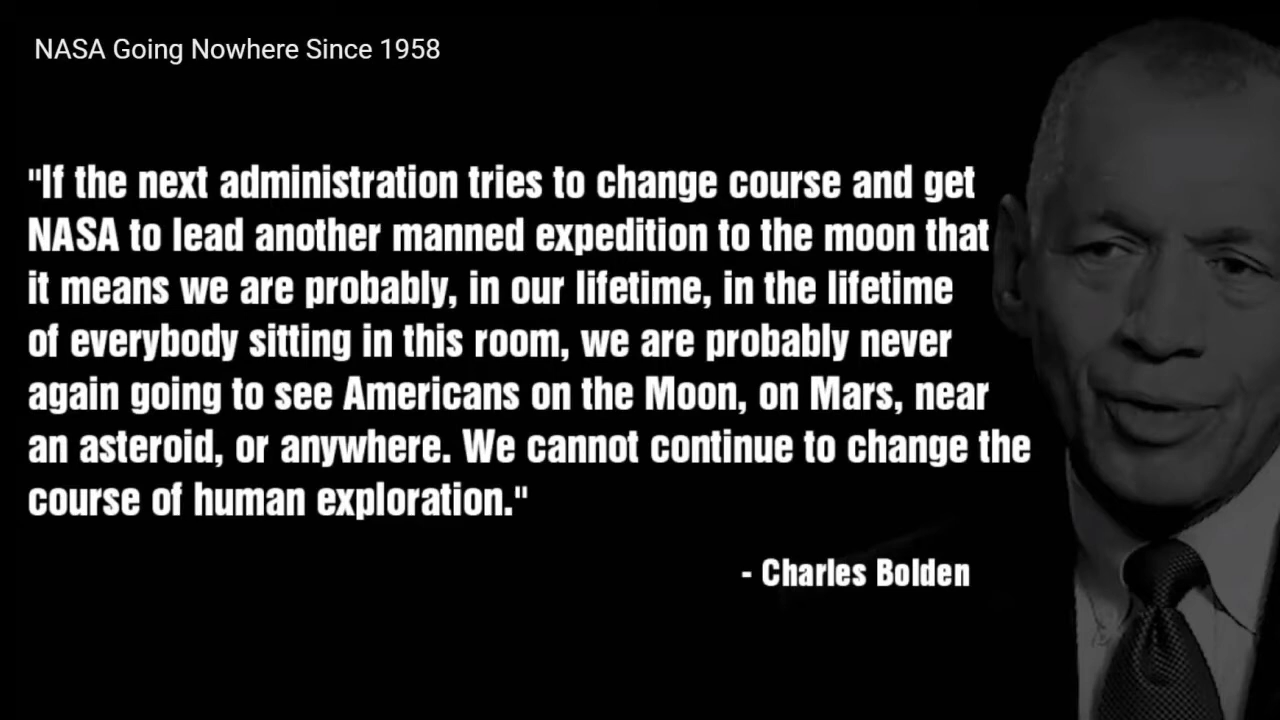 NASA Going Nowhere Since 1958
"If the next administration tries to change course and get
NASA to lead another manned expedition to the moon that
it means we are probably, in our lifetime, in the lifetime
of everybody sitting in this room, we are probably never
again going to see Americans on the Moon, on Mars, near
an asteroid, or anywhere. We cannot continue to change the
course of human exploration."
- Charles Bolden